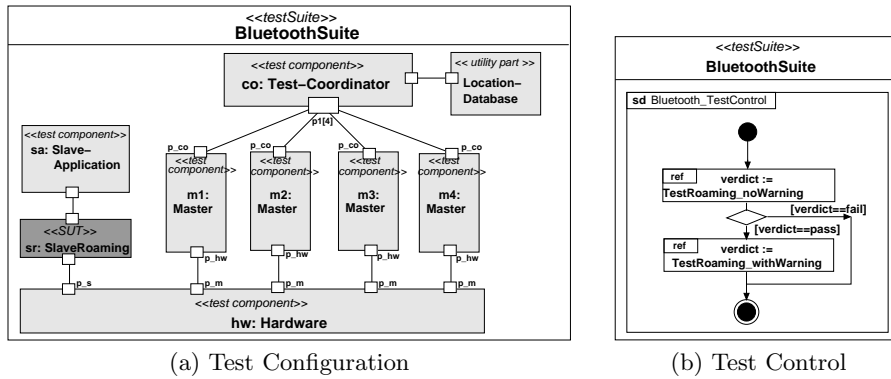 <<testSuite>>
BluetoothSuite
<<test component>>
co: Test–Coordinator
<< utility part >>
Location–
Database
p1[4]
<<test component>>
sa: Slave–
Application
p_co
p_co
p_co
p_co
<<test
component>>
m1:
Master
<<test
component>>
m2:
Master
<<test
component>>
m3:
Master
<<test
component>>
m4:
Master
<<SUT>>
sr: SlaveRoaming
p_hw
p_hw
p_hw
p_hw
p_s
p_m
p_m
p_m
p_m
<<test component>>
hw: Hardware
(a) Test Configuration
<<testSuite>>
BluetoothSuite
sd Bluetooth_TestControl
ref
verdict :=
TestRoaming_noWarning
[verdict==fail]
[verdict==pass]
ref
verdict :=
TestRoaming_withWarning
(b) Test Control